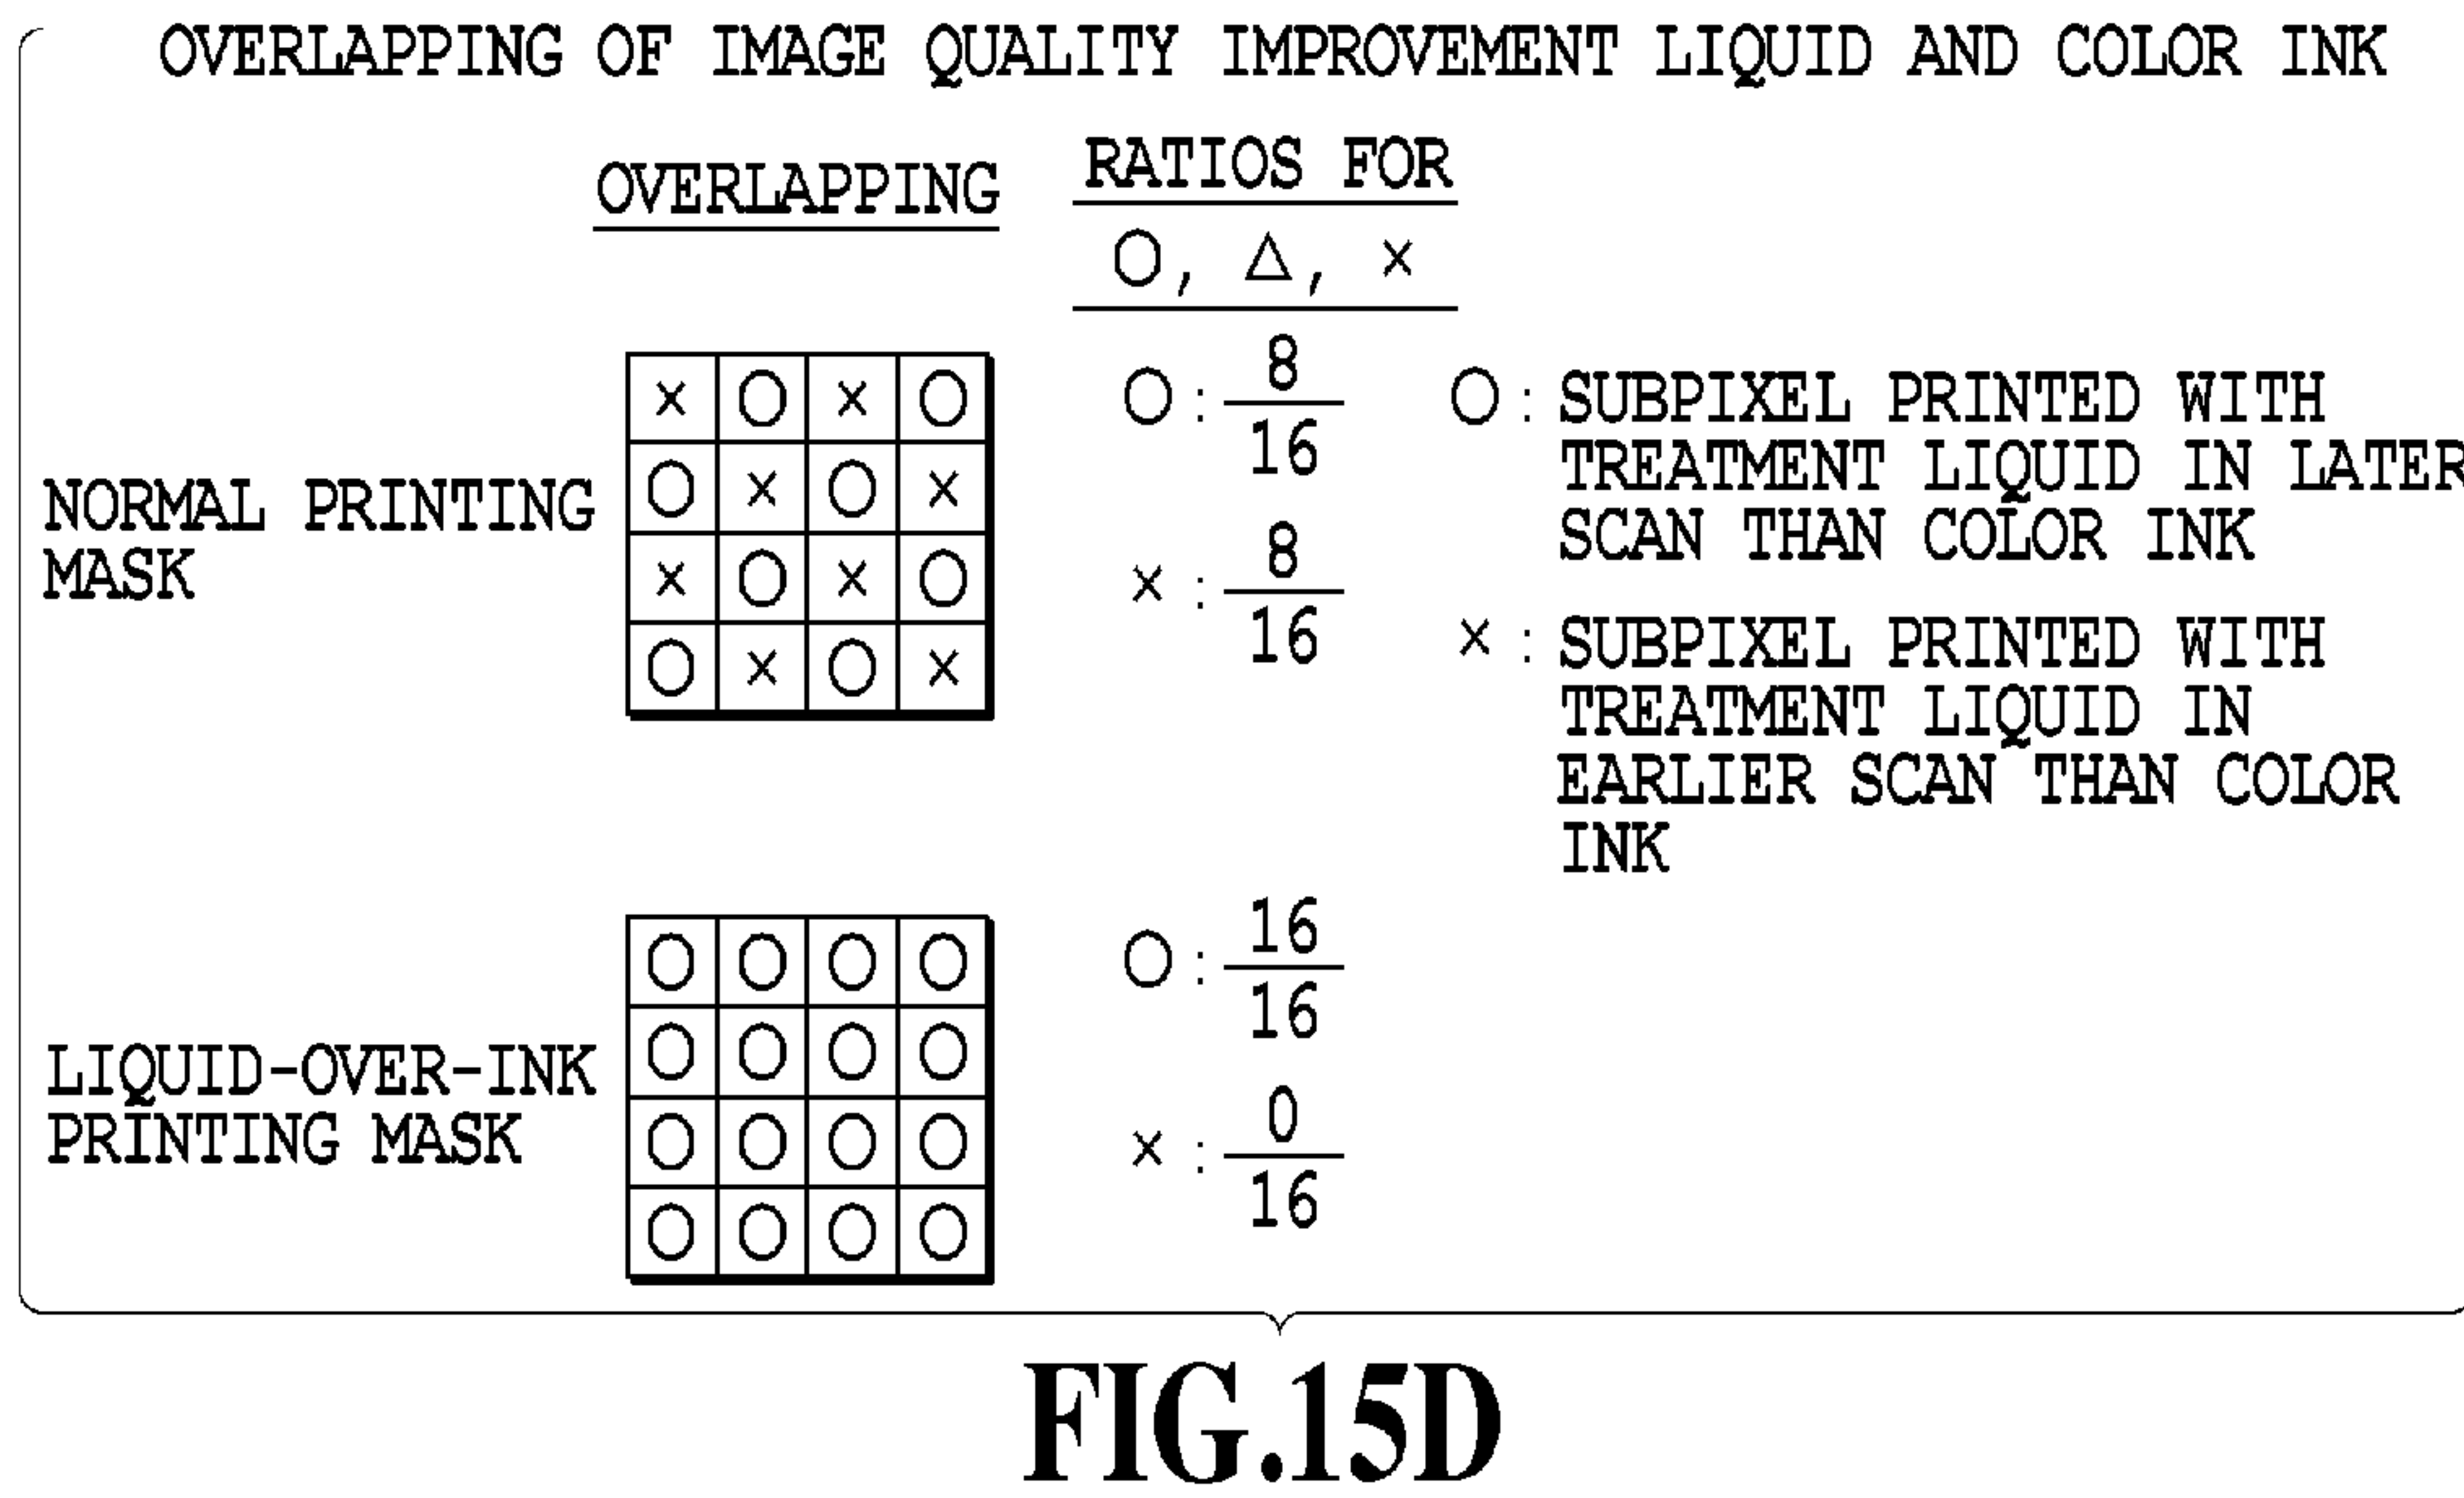 OVERLAPPING OF IMAGE QUALITY IMPROVEMENT LIQUID AND COLOR INK
OVERLAPPING
RATIOS FOR
○, △, ×
NORMAL PRINTING
MASK
× ○ × ○
○ × ○ ×
× ○ × ○
○ × ○ ×
○: 8/16
×: 8/16
○: SUBPIXEL PRINTED WITH
TREATMENT LIQUID IN LATER
SCAN THAN COLOR INK
×: SUBPIXEL PRINTED WITH
TREATMENT LIQUID IN
EARLIER SCAN THAN COLOR
INK
LIQUID-OVER-INK
PRINTING MASK
○ ○ ○ ○
○ ○ ○ ○
○ ○ ○ ○
○ ○ ○ ○
○: 16/16
×: 0/16
FIG.15D